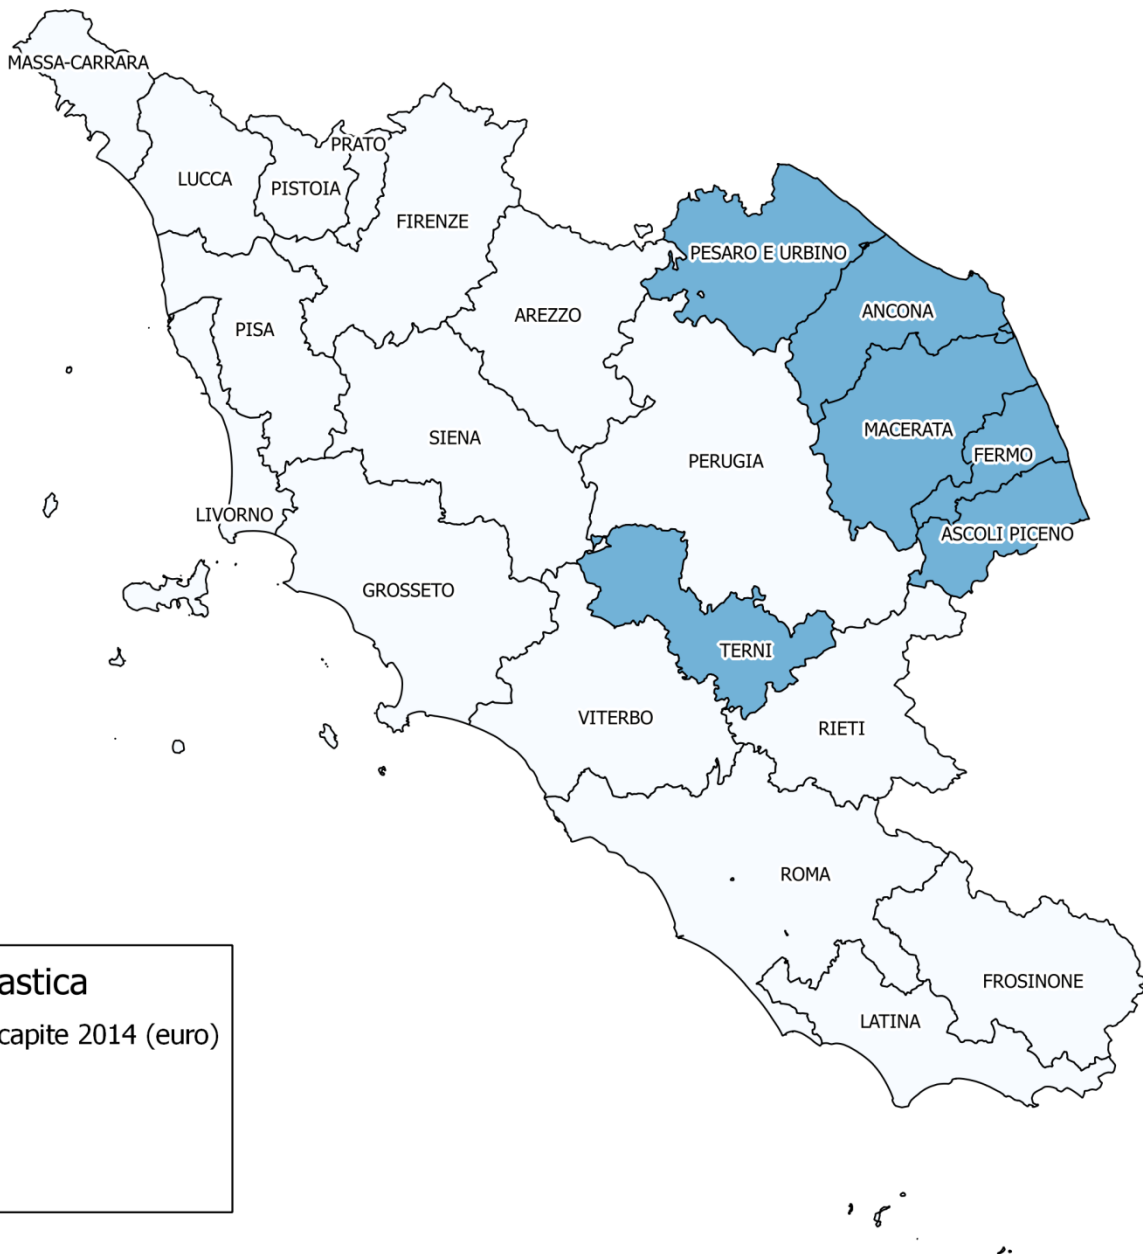 MASSA-CARRARA
PRATO
LUCCA
PISTOIA
FIRENZE
PESARO E URBINO
ANCONA
AREZZO
PISA
MACERATA
SIENA
FERMO
PERUGIA
LIVORNO
ASCOLI PICENO
GROSSETO
TERNI
VITERBO
RIETI
ROMA
FROSINONE
LATINA
astica
capite 2014 (euro)